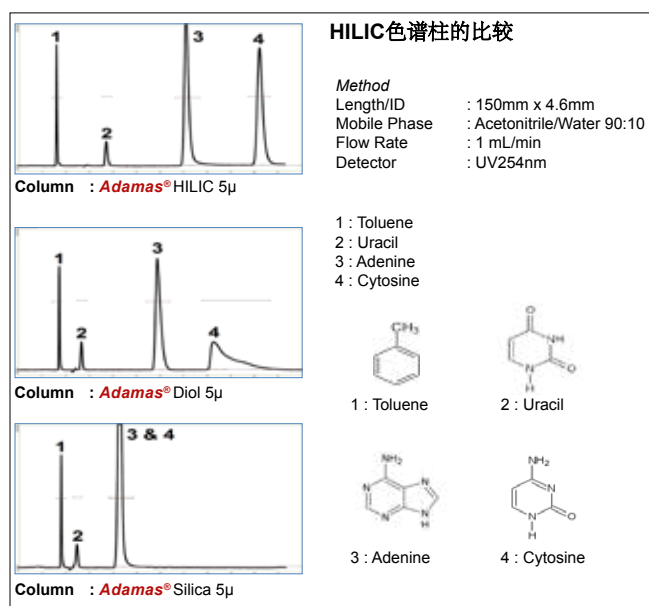 HILIC色谱柱的比较
1
2
3
4
Column : Adamas® HILIC 5μ
1
2
3
4
Column : Adamas® Diol 5μ
1
2
3 & 4
Column : Adamas® Silica 5μ
Method
Length/ID : 150mm x 4.6mm
Mobile Phase : Acetonitrile/Water 90:10
Flow Rate : 1 mL/min
Detector : UV254nm
1 : Toluene
2 : Uracil
3 : Adenine
4 : Cytosine
CH₃
1 : Toluene
O
NH
N
O
H
2 : Uracil
NH₂
N
N
N
N
H
3 : Adenine
NH₂
N
N
O
H
4 : Cytosine